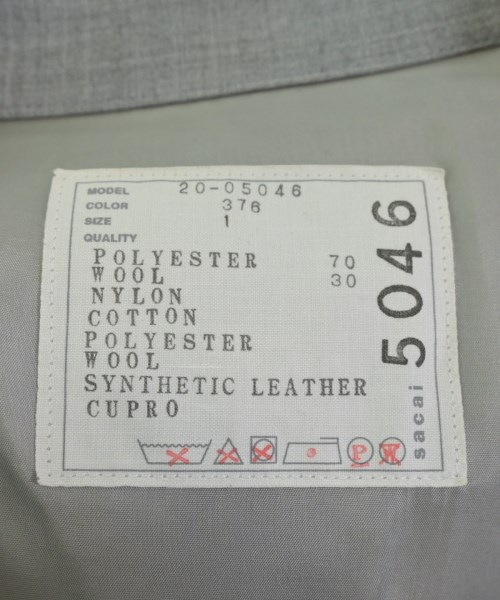 MODEL 20-05046
COLOR 376
SIZE 1
QUALITY
POLYESTER 70
WOOL 30
NYLON
COTTON
POLYESTER
WOOL
SYNTHETIC LEATHER
CUPRO
P W
sacai 5046